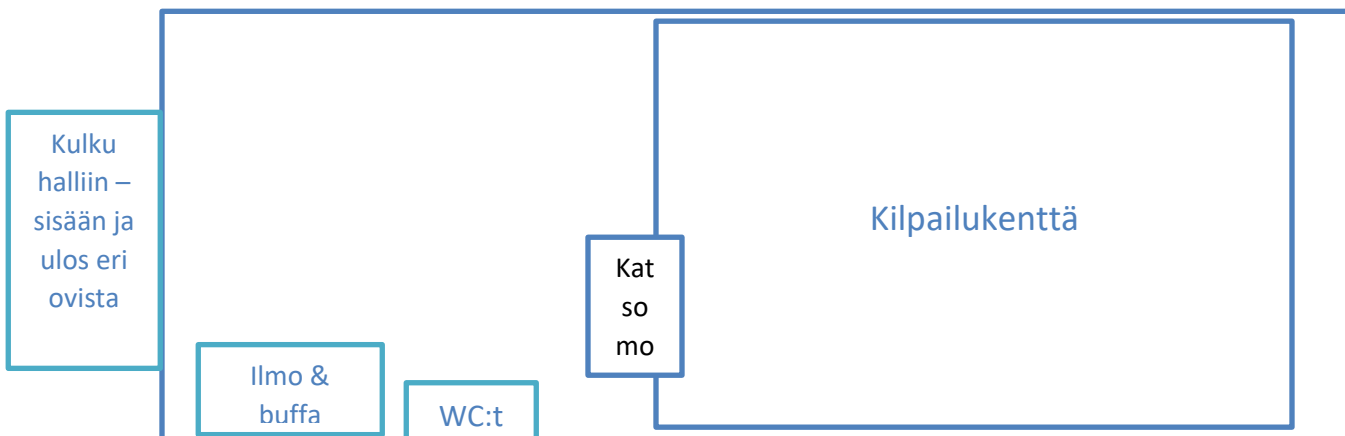 Kulku
halliin –
sisään ja
ulos eri
ovista
Ilmo &
buffa
WC:t
Kat
so
mo
Kilpailukenttä